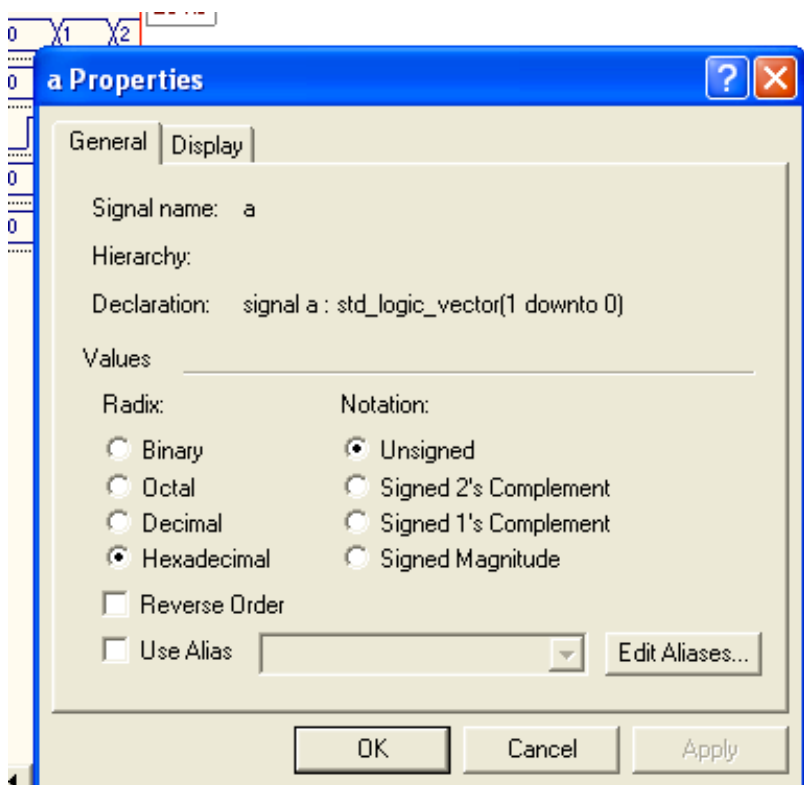 0 1 2
a Properties
0
General Display
0
Signal name: a
0
Hierarchy:
Declaration: signal a : std_logic_vector(1 downto 0)
Values
Radix: Notation:
Binary Unsigned
Octal Signed 2's Complement
Decimal Signed 1's Complement
Hexadecimal Signed Magnitude
Reverse Order
Use Alias Edit Aliases...
OK Cancel Apply